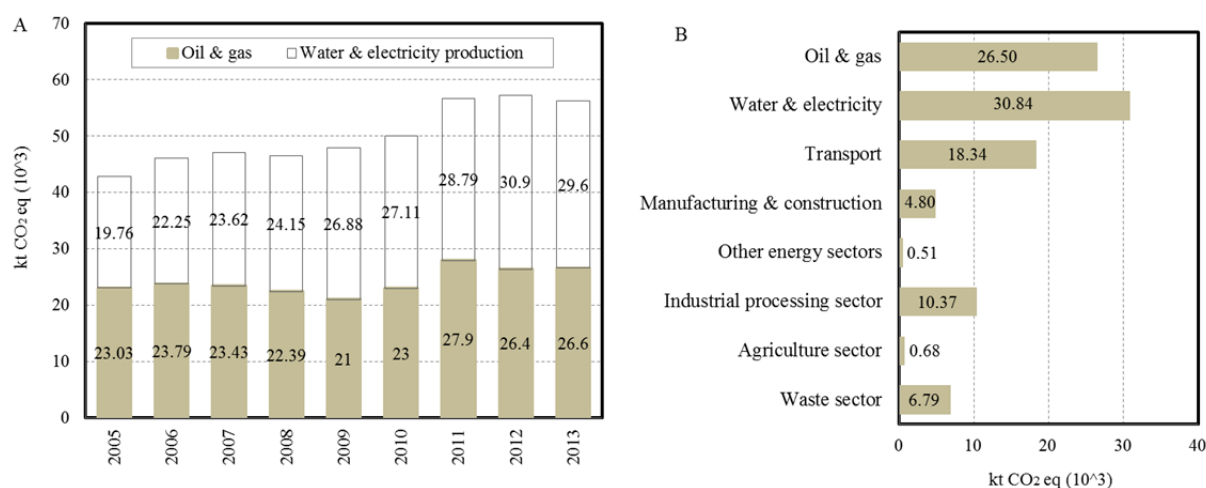 A
70
60
50
40
30
20
10
0
kt CO₂ eq (10^3)
Oil & gas
Water & electricity production
19.76 22.25 23.62 24.15 26.88 27.11 28.79 30.9 29.6
23.03 23.79 23.43 22.39 21 23 27.9 26.4 26.6
2005 2006 2007 2008 2009 2010 2011 2012 2013
B
Oil & gas 26.50
Water & electricity 30.84
Transport 18.34
Manufacturing & construction 4.80
Other energy sectors 0.51
Industrial processing sector 10.37
Agriculture sector 0.68
Waste sector 6.79
0 10 20 30 40
kt CO₂ eq (10^3)